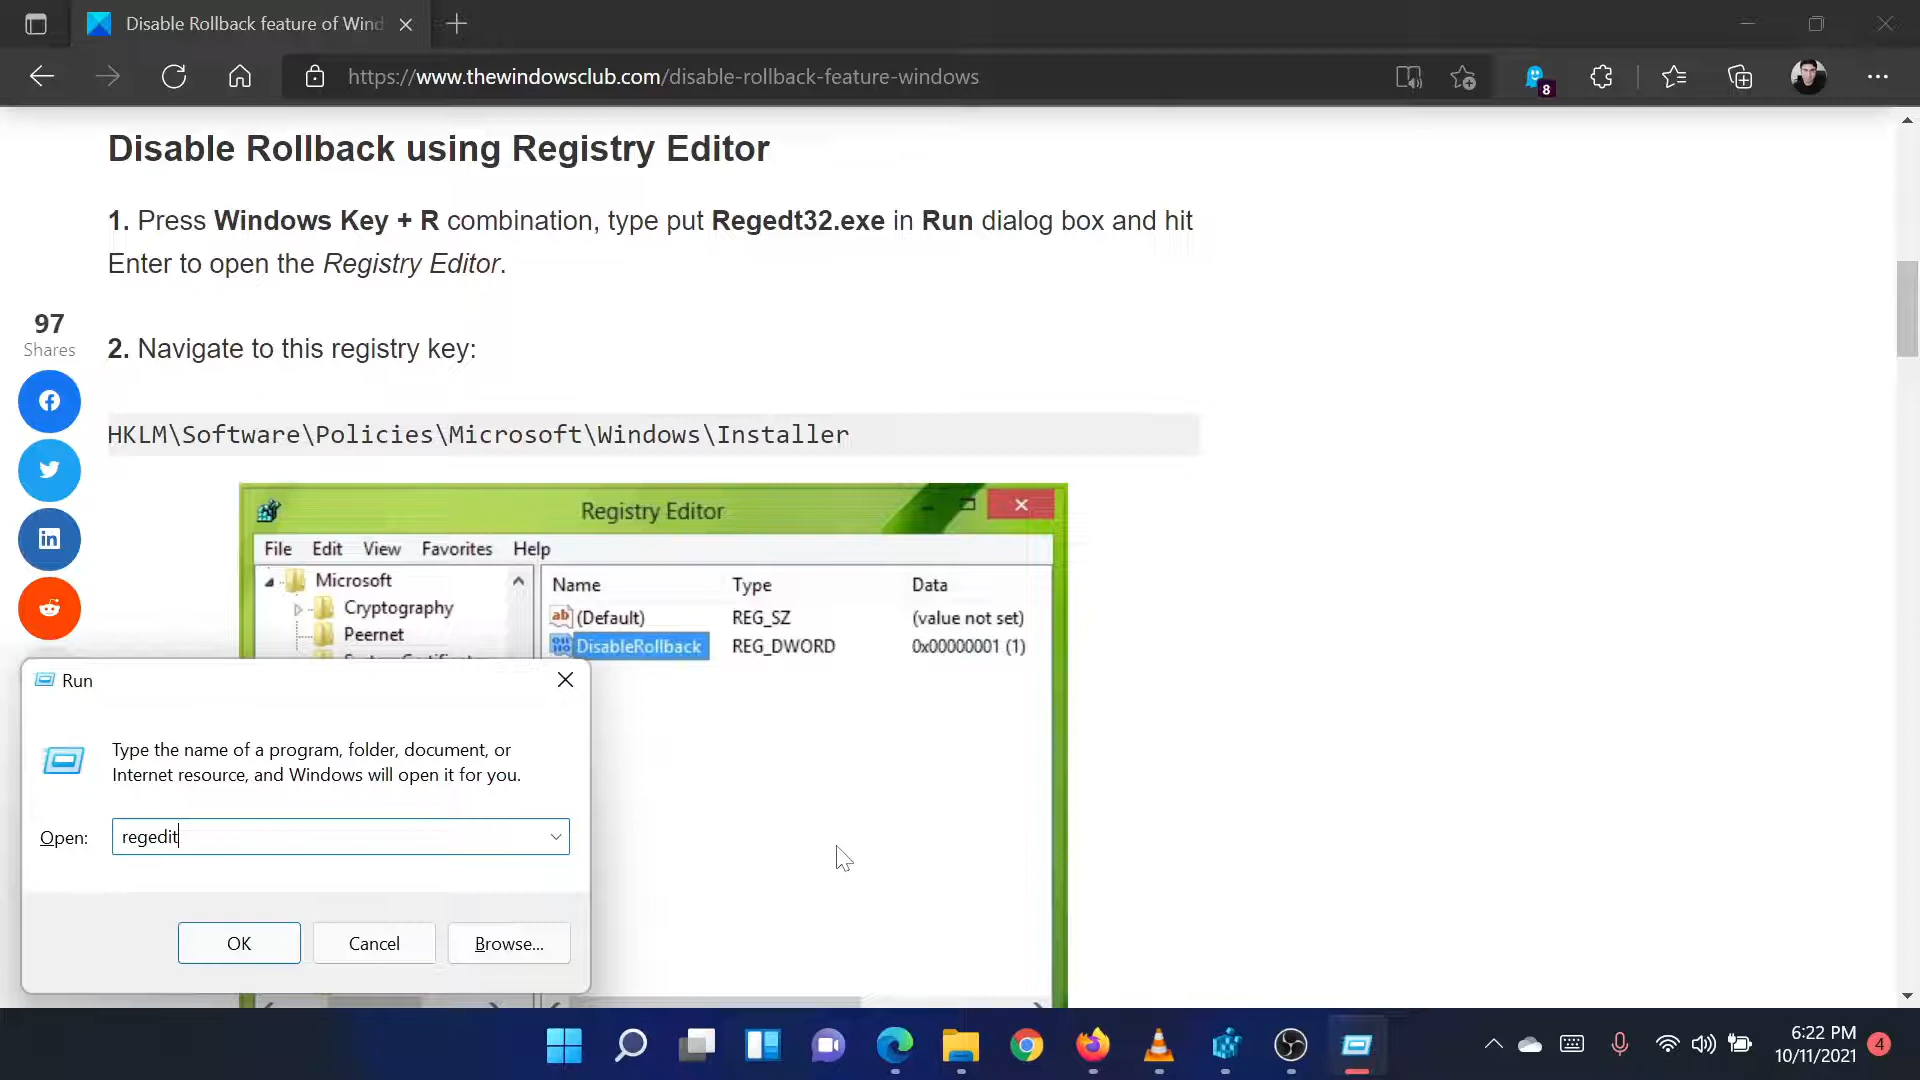 Disable Rollback feature of Wind
https://www.thewindowsclub.com/disable-rollback-feature-windows
8
Disable Rollback using Registry Editor
1. Press Windows Key + R combination, type put Regedt32.exe in Run dialog box and hit
Enter to open the Registry Editor.
97
Shares
2. Navigate to this registry key:
HKLM\Software\Policies\Microsoft\Windows\Installer
Registry Editor
File Edit View Favorites Help
Microsoft
Cryptography
Peernet
Name Type Data
(Default) REG_SZ (value not set)
DisableRollback REG_DWORD 0x00000001 (1)
Run
Type the name of a program, folder, document, or
Internet resource, and Windows will open it for you.
Open: regedit
OK Cancel Browse...
6:22 PM
10/11/2021
4